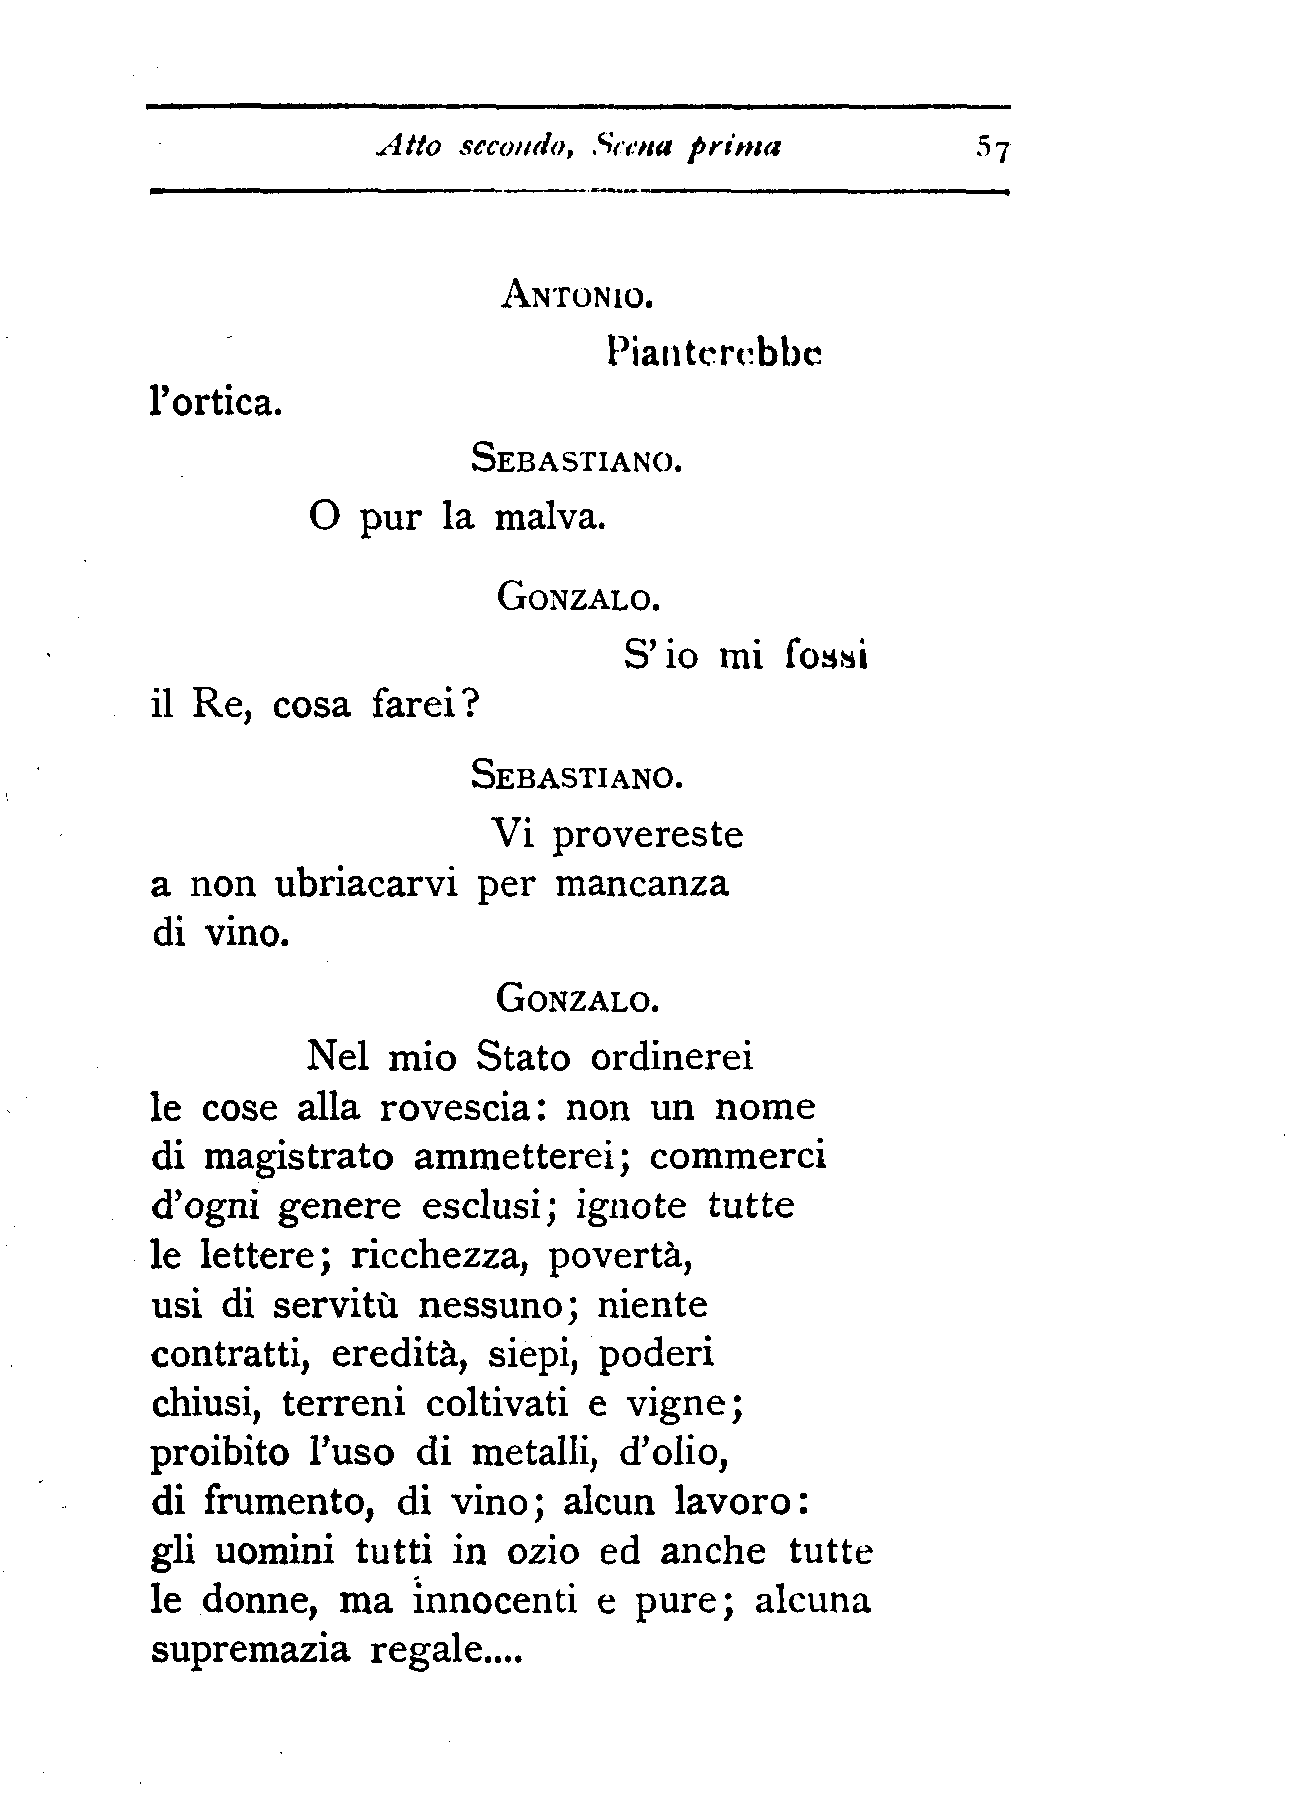 Atto secondo, Scena prima 57
ANTONIO.
Pianterebbe
l'ortica.
SEBASTIANO.
O pur la malva.
GONZALO.
S' io mi fossi
il Re, cosa farei?
SEBASTIANO.
Vi provereste
a non ubriacarvi per mancanza
di vino.
GONZALO.
Nel mio Stato ordinerei
le cose alla rovescia: non un nome
di magistrato ammetterei; commerci
d'ogni genere esclusi; ignote tutte
le lettere; ricchezza, povertà,
usi di servitù nessuno; niente
contratti, eredità, siepi, poderi
chiusi, terreni coltivati e vigne;
proibito l'uso di metalli, d'olio,
di frumento, di vino; alcun lavoro:
gli uomini tutti in ozio ed anche tutte
le donne, ma innocenti e pure; alcuna
supremazia regale....